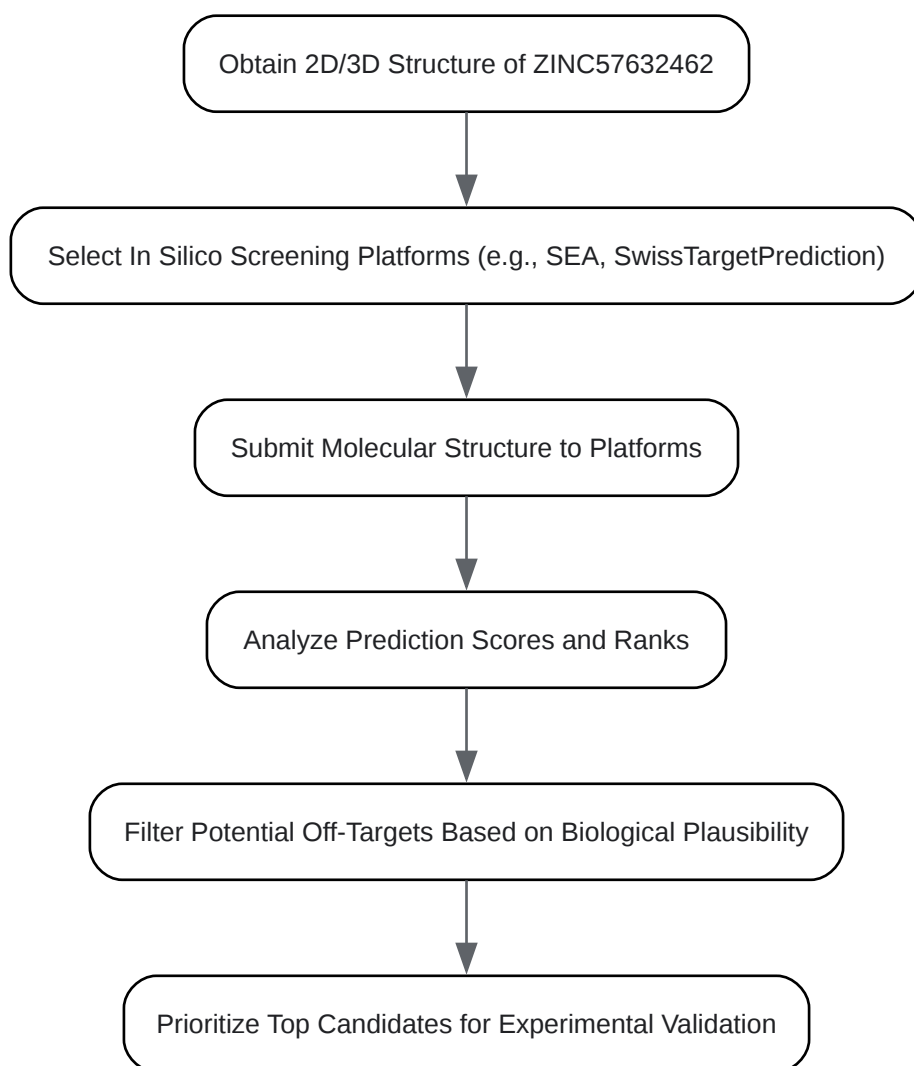 Obtain 2D/3D Structure of ZINC57632462
Select In Silico Screening Platforms (e.g., SEA, SwissTargetPrediction)
Submit Molecular Structure to Platforms
Analyze Prediction Scores and Ranks
Filter Potential Off-Targets Based on Biological Plausibility
Prioritize Top Candidates for Experimental Validation